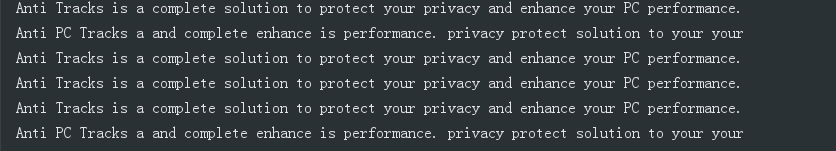 Anti Tracks is a complete solution to protect your privacy and enhance your PC performance.
Anti PC Tracks a and complete enhance is performance. privacy protect solution to your your
Anti Tracks is a complete solution to protect your privacy and enhance your PC performance.
Anti Tracks is a complete solution to protect your privacy and enhance your PC performance.
Anti Tracks is a complete solution to protect your privacy and enhance your PC performance.
Anti PC Tracks a and complete enhance is performance. privacy protect solution to your your